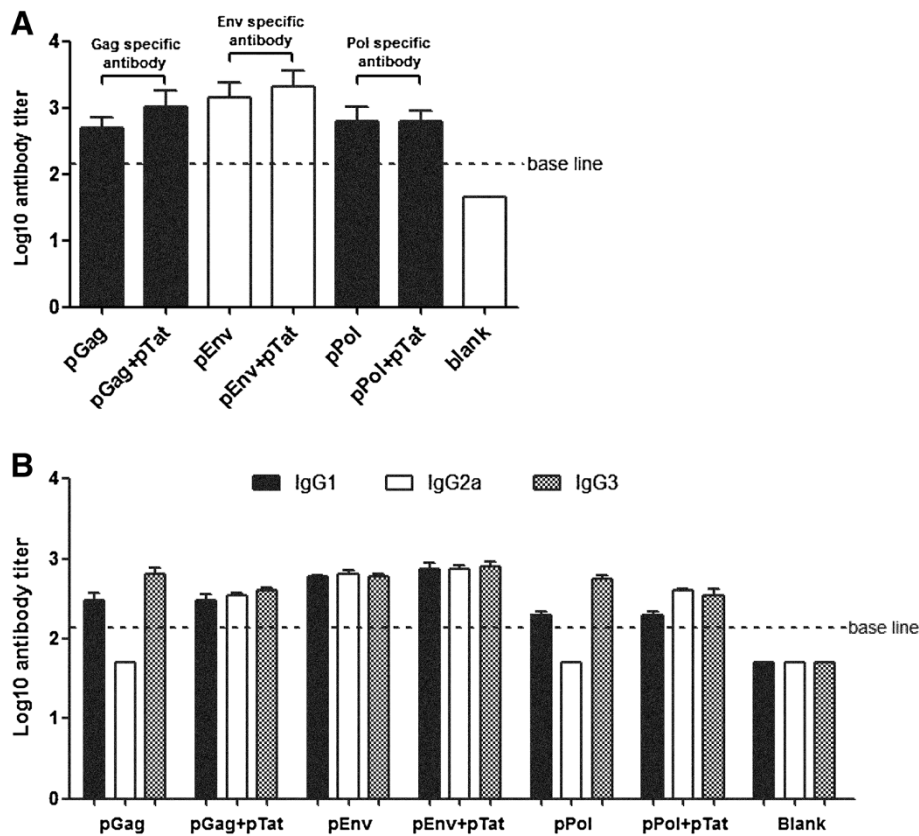 A
Gag specific
antibody
Env specific
antibody
Pol specific
antibody
Log10 antibody titer
4
3
2
1
0
base line
pGag
pGag+pTat
pEnv
pEnv+pTat
pPol
pPol+pTat
blank
B
IgG1
IgG2a
IgG3
Log10 antibody titer
4
3
2
1
0
base line
pGag
pGag+pTat
pEnv
pEnv+pTat
pPol
pPol+pTat
Blank